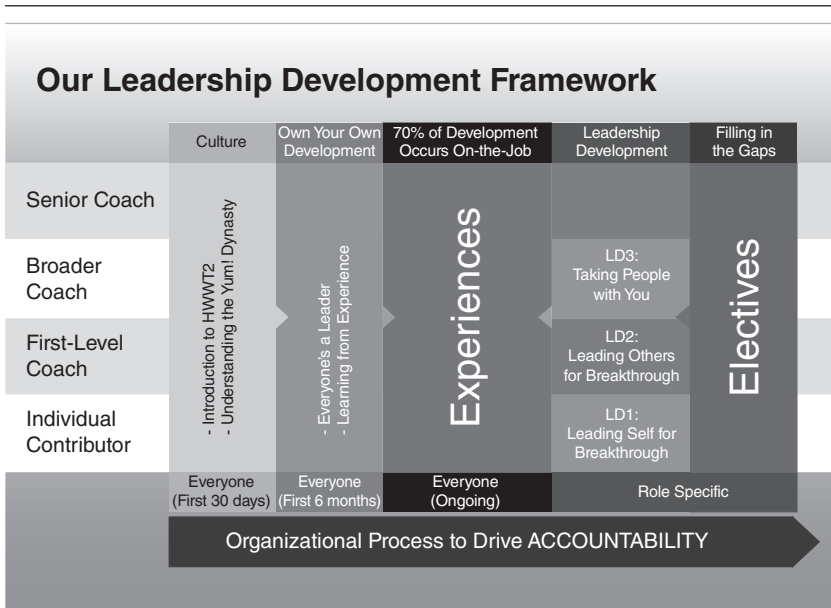 Our Leadership Development Framework
Culture
Own Your Own
Development
70% of Development
Occurs On-the-Job
Leadership
Development
Filling in
the Gaps
Senior Coach
Broader
Coach
First-Level
Coach
Individual
Contributor
- Introduction to HWWT2
- Understanding the Yum! Dynasty
- Everyone's a Leader
- Learning from Experience
Experiences
LD3:
Taking People
with You
LD2:
Leading Others
for Breakthrough
LD1:
Leading Self for
Breakthrough
Electives
Everyone
(First 30 days)
Everyone
(First 6 months)
Everyone
(Ongoing)
Role Specific
Organizational Process to Drive ACCOUNTABILITY